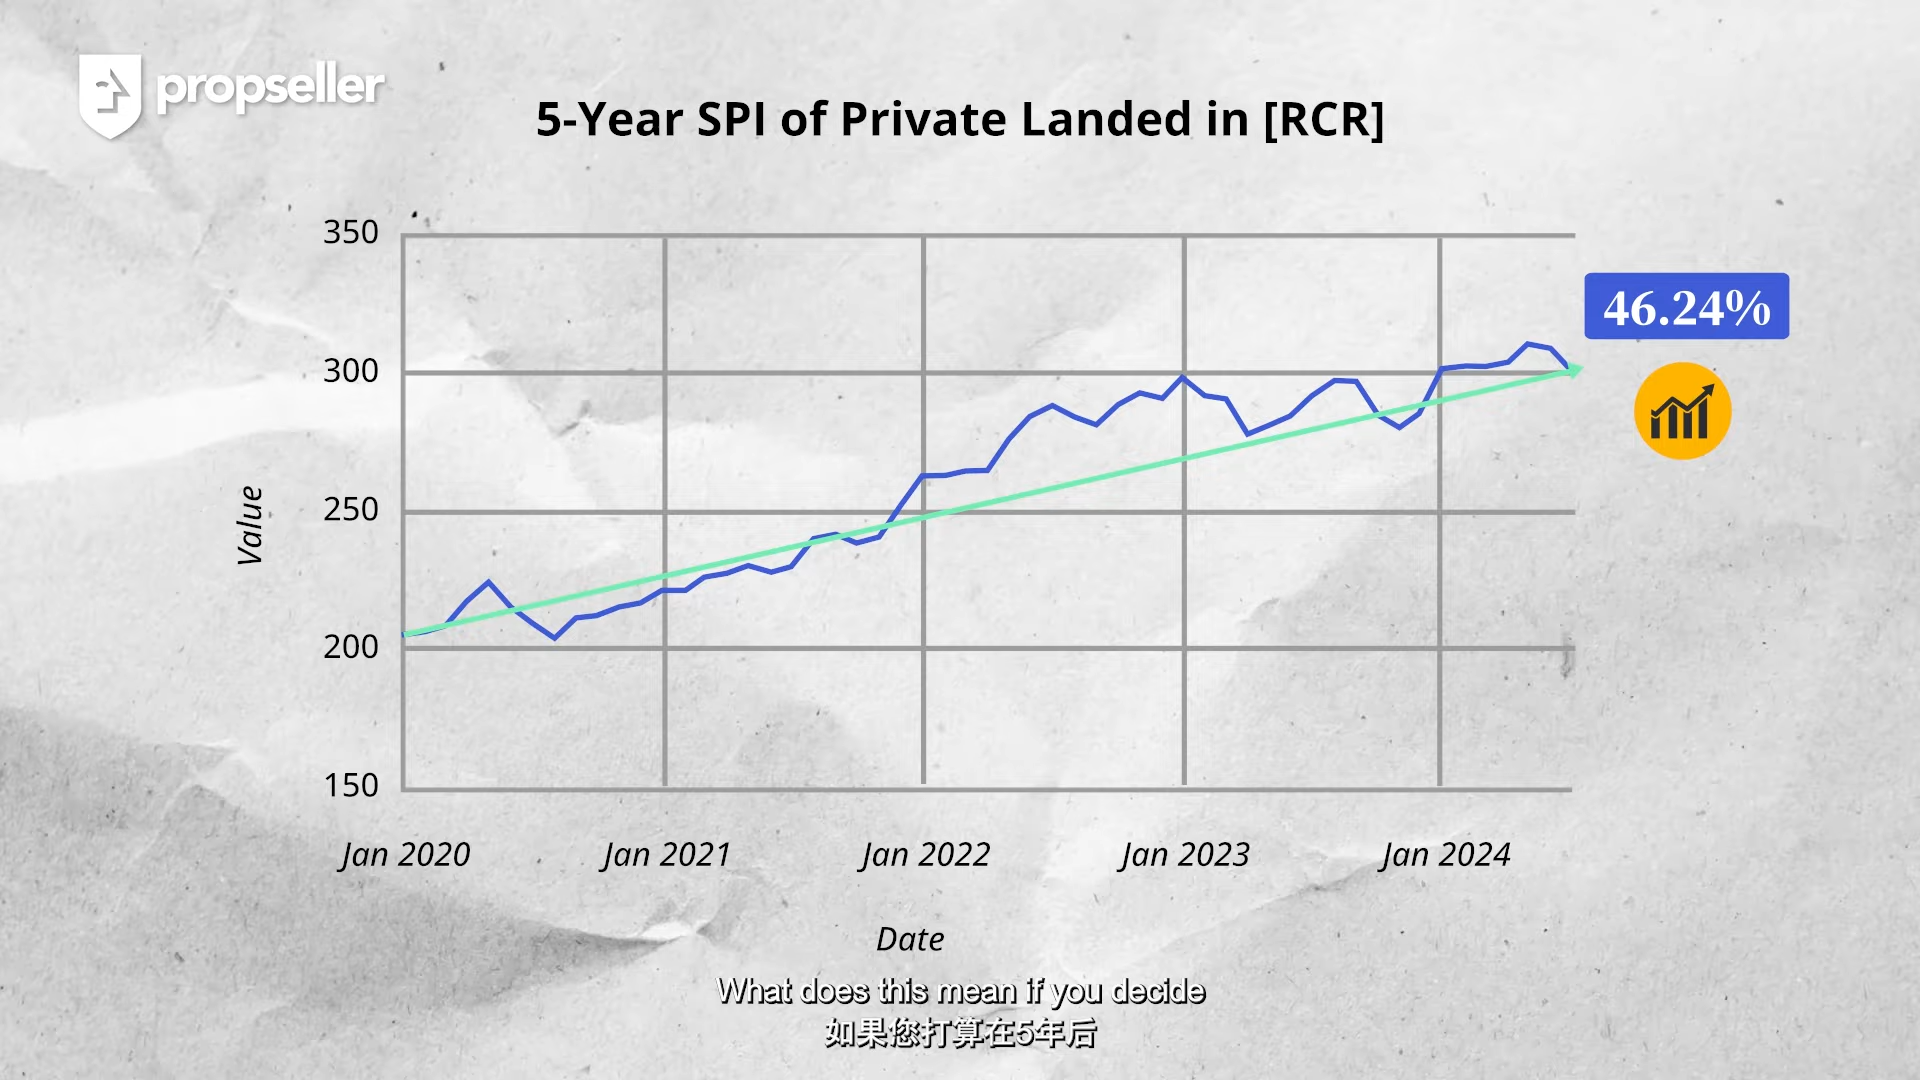 propseller
5-Year SPI of Private Landed in [RCR]
350
46.24%
300
Value
250
200
150
Jan 2020 Jan 2021 Jan 2022 Jan 2023 Jan 2024
Date
What does this mean if you decide
如果您打算在5年后